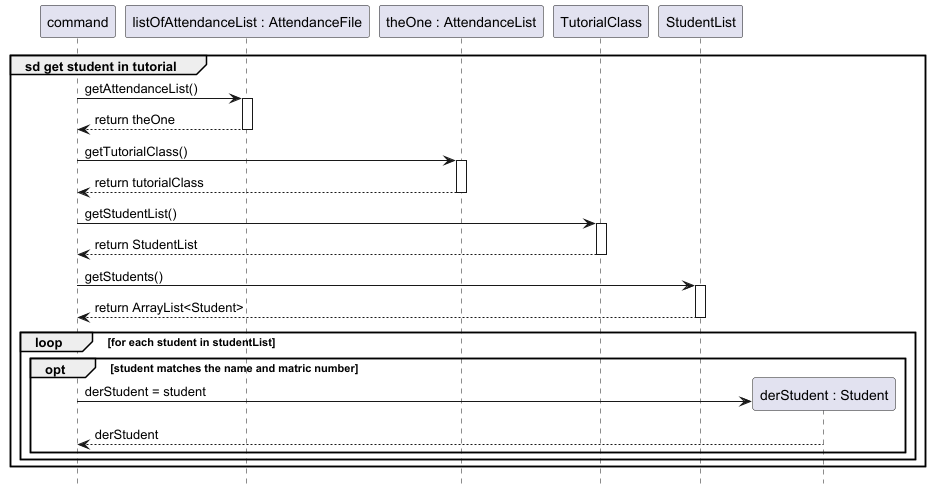 command
listOfAttendanceList : AttendanceFile
theOne : AttendanceList
TutorialClass
StudentList
sd get student in tutorial
getAttendanceList()
return theOne
getTutorialClass()
return tutorialClass
getStudentList()
return StudentList
getStudents()
return ArrayList<Student>
loop [for each student in studentList]
opt [student matches the name and matric number]
derStudent = student
derStudent : Student
derStudent